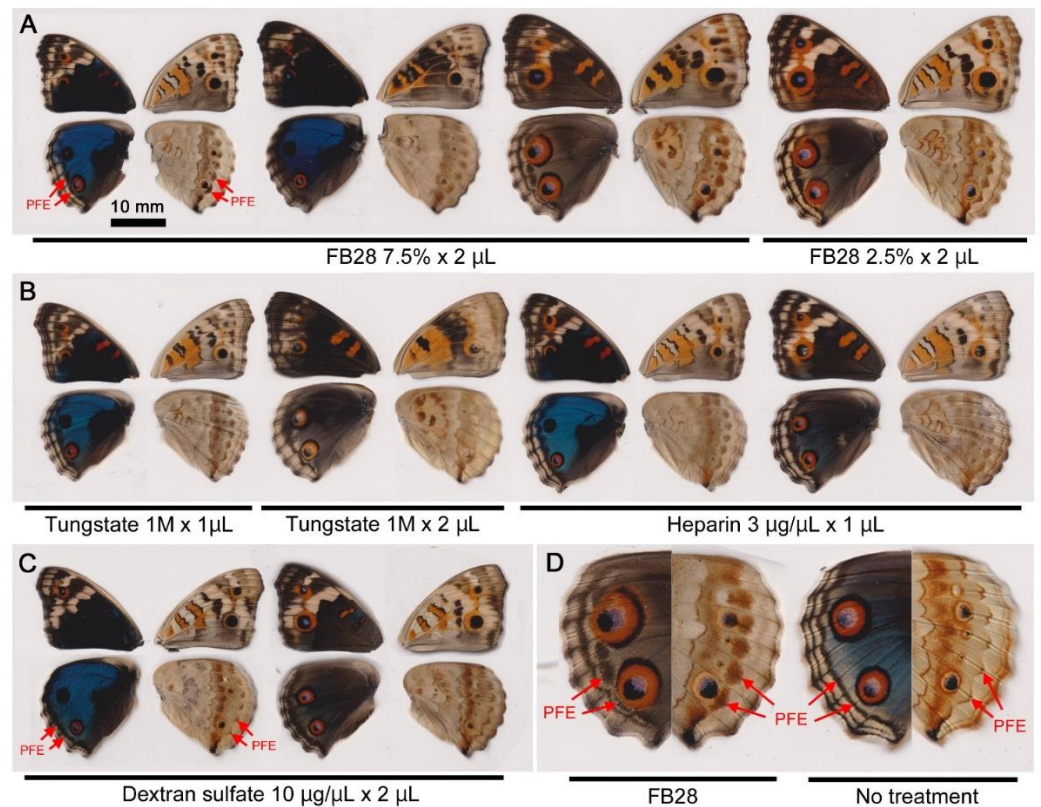 A
PFE
PFE
10 mm
FB28 7.5% x 2 µL
FB28 2.5% x 2 µL
B
Tungstate 1M x 1µL
Tungstate 1M x 2 µL
Heparin 3 µg/µL x 1 µL
C
D
PFE
PFE
PFE
PFE
PFE
PFE
Dextran sulfate 10 µg/µL x 2 µL
FB28
No treatment